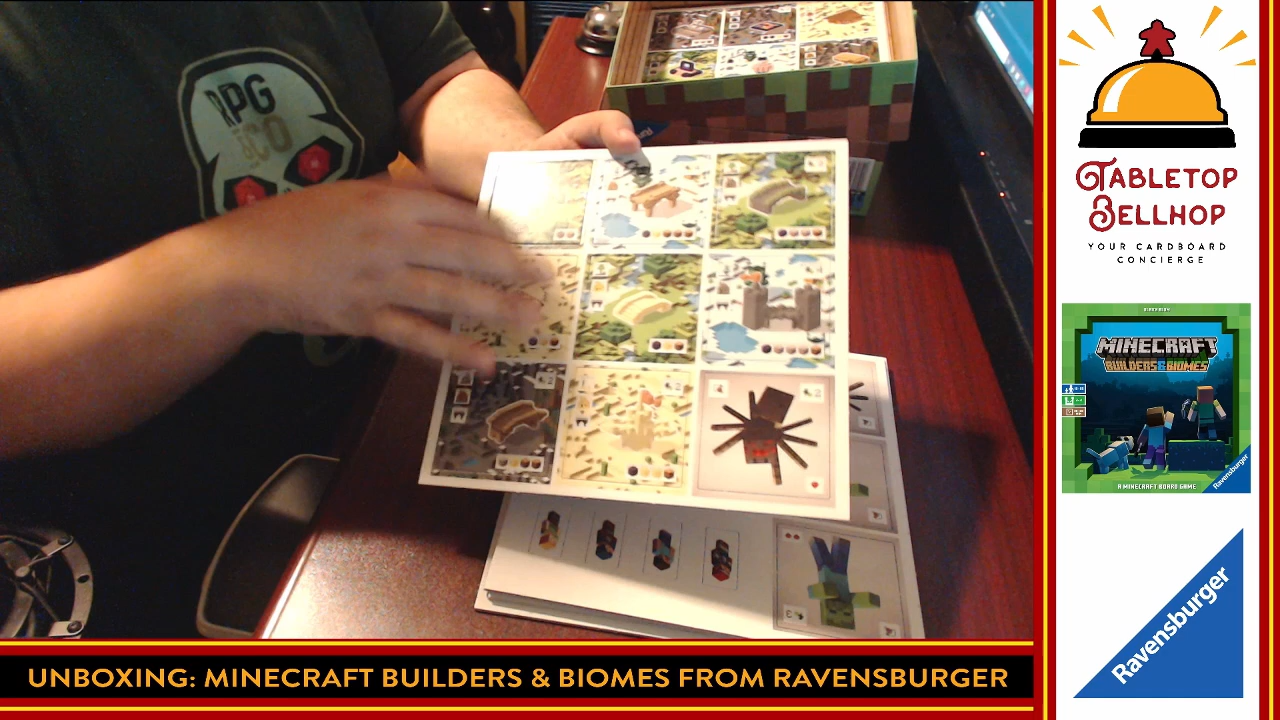 RPG
& CO
TABLETOP
BELLHOP
YOUR CARDBOARD
CONCIERGE
MINECRAFT
BUILDERS & BIOMES
A MINECRAFT BOARD GAME
Ravensburger
Ravensburger
UNBOXING: MINECRAFT BUILDERS & BIOMES FROM RAVENSBURGER